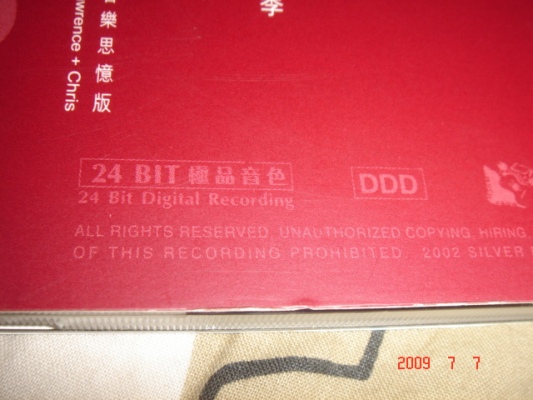 季
樂思憶版
wrence + Chris
24 BIT 極品音色
24 Bit Digital Recording
DDD
ALL RIGHTS RESERVED. UNAUTHORIZED COPYING, HIRING,
OF THIS RECORDING PROHIBITED. 2002 SILVER
2009 7 7